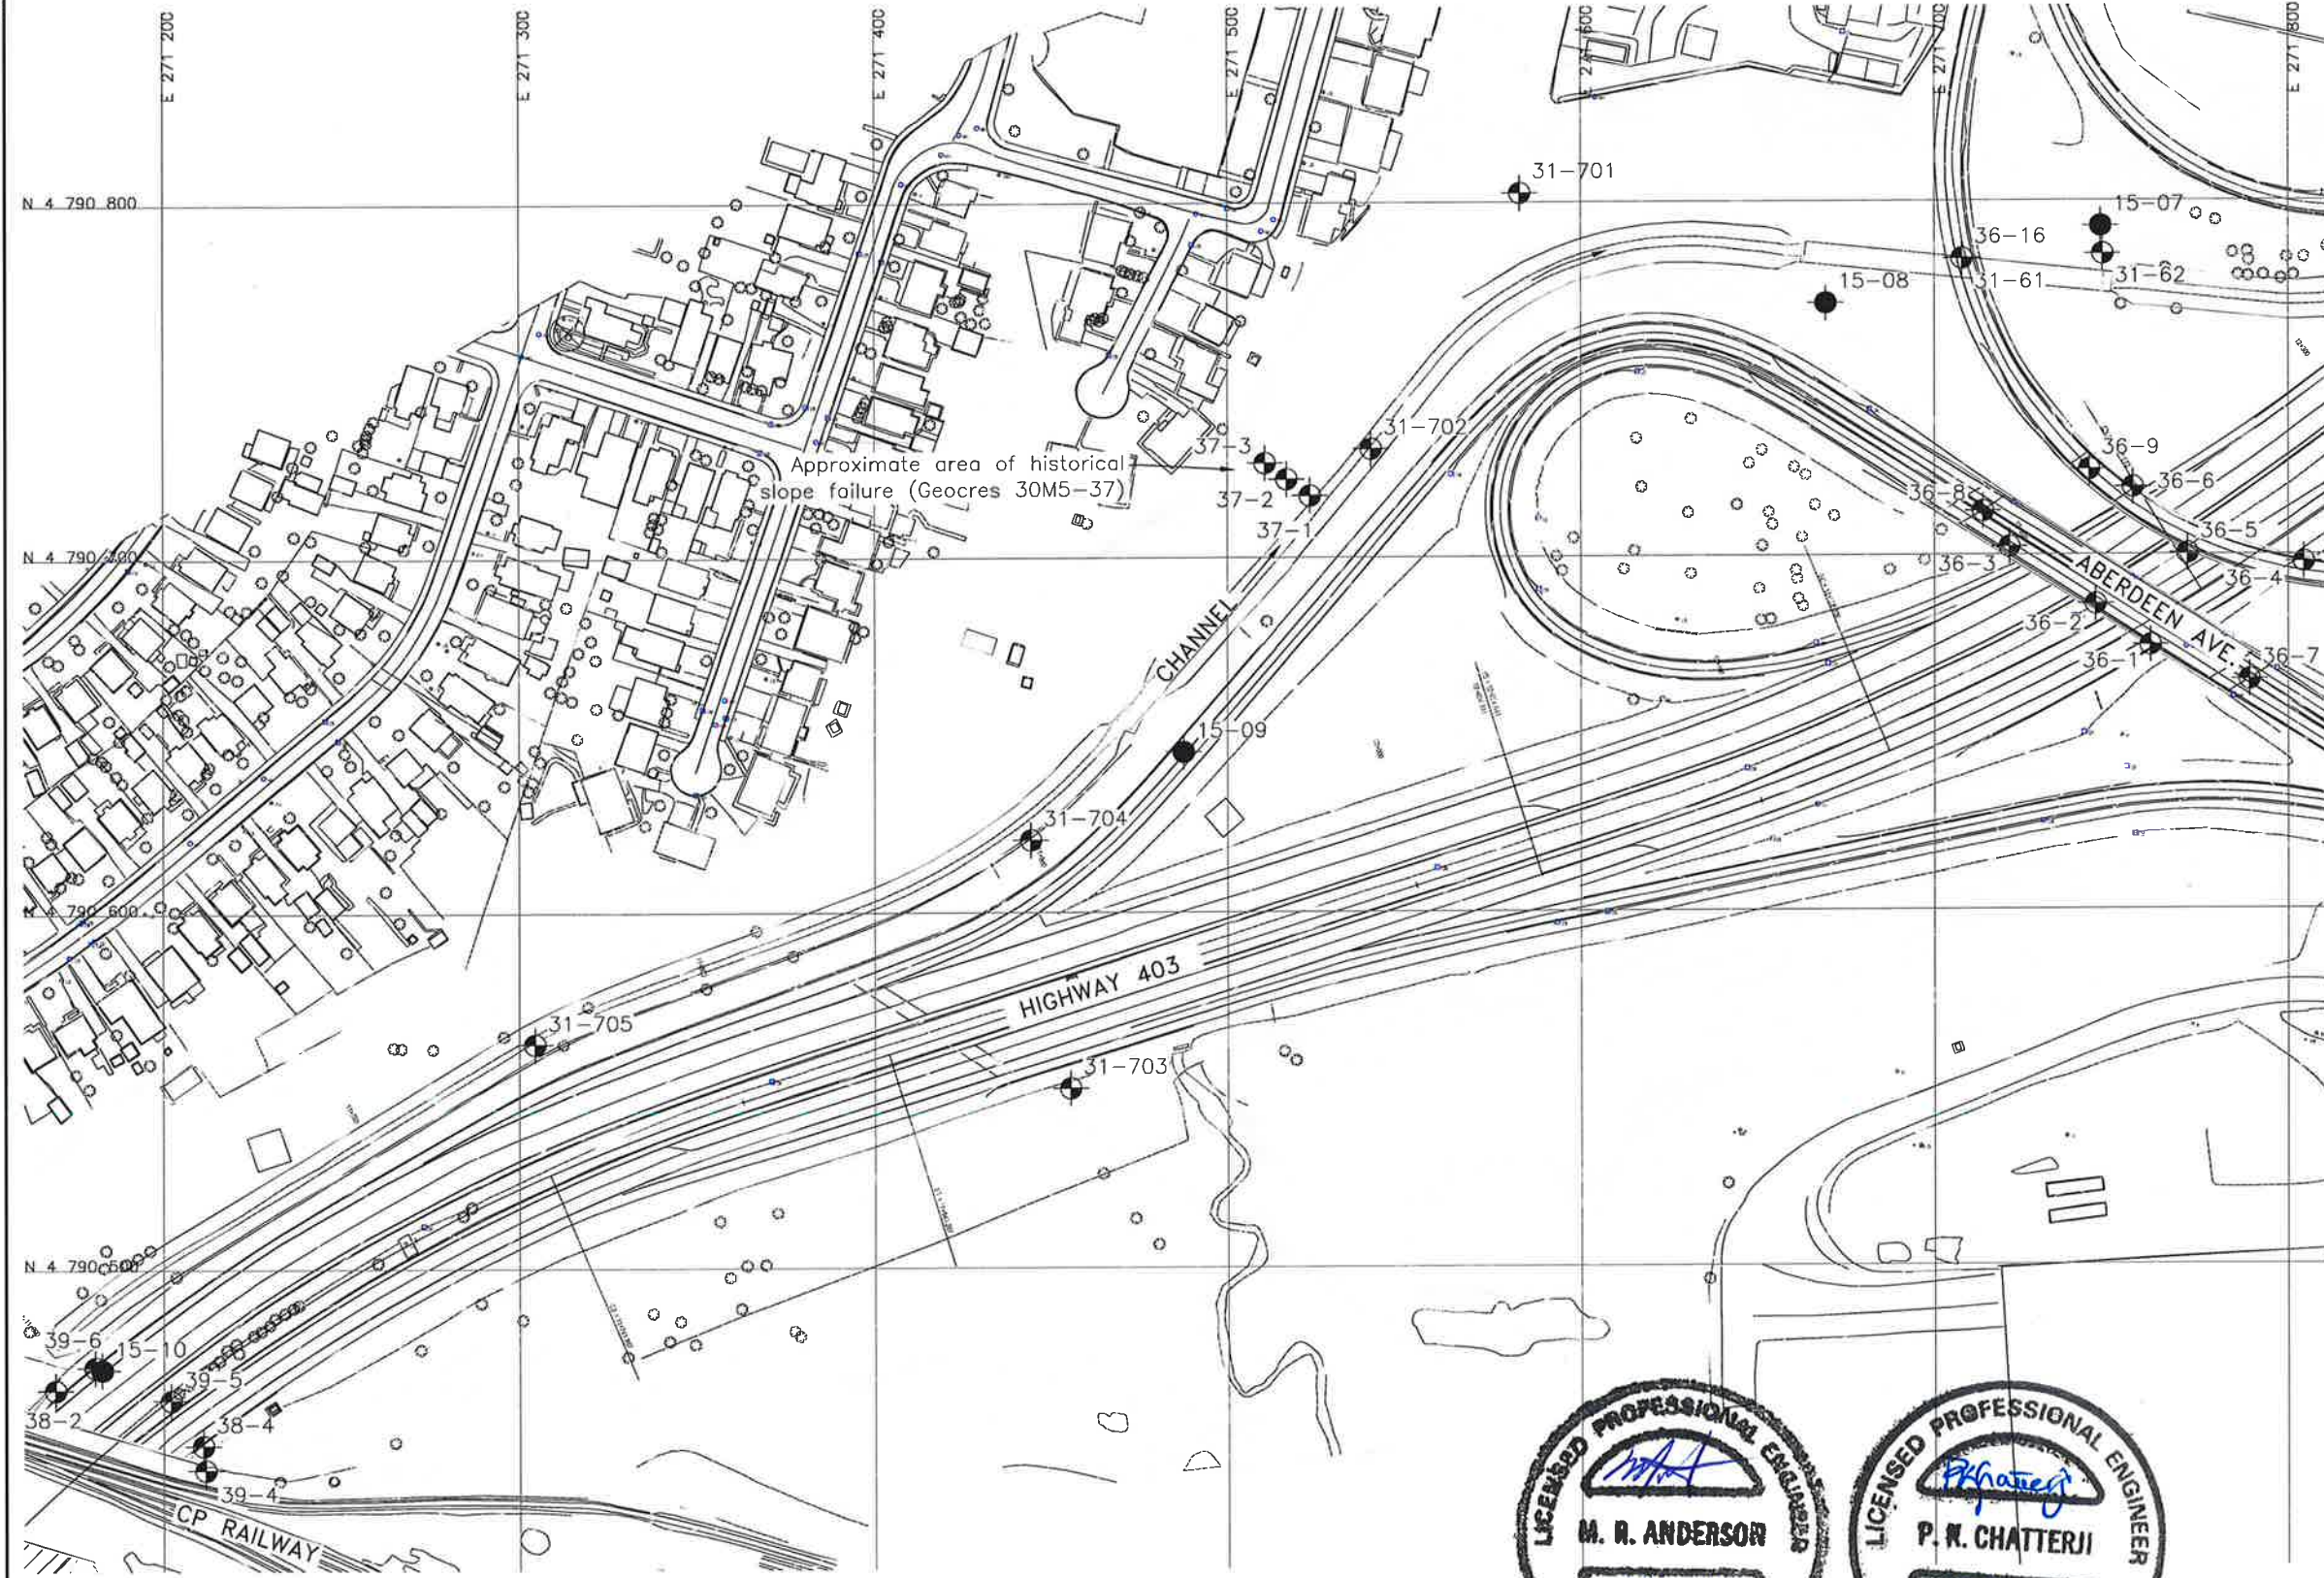 E 271 200
E 271 300
E 271 400
E 271 500
E 271 600
E 271 700
E 271 800
N 4 790 800
31-701
15-07
36-16
31-61
31-62
15-08
31-702
37-3
Approximate area of historical
slope failure (Geocres 30M5-37)
37-2
37-1
36-9
36-6
36-8
36-5
36-3
36-4
N 4 790 700
ABERDEEN AVE.
36-2
36-1
36-7
CHANNEL
15-09
31-704
N 4 790 600
HIGHWAY 403
31-705
31-703
N 4 790 500
39-6
15-10
39-5
38-2
38-4
39-4
CP RAILWAY
LICENSED PROFESSIONAL ENGINEER
M. R. ANDERSON
LICENSED PROFESSIONAL ENGINEER
P. K. CHATTERJI